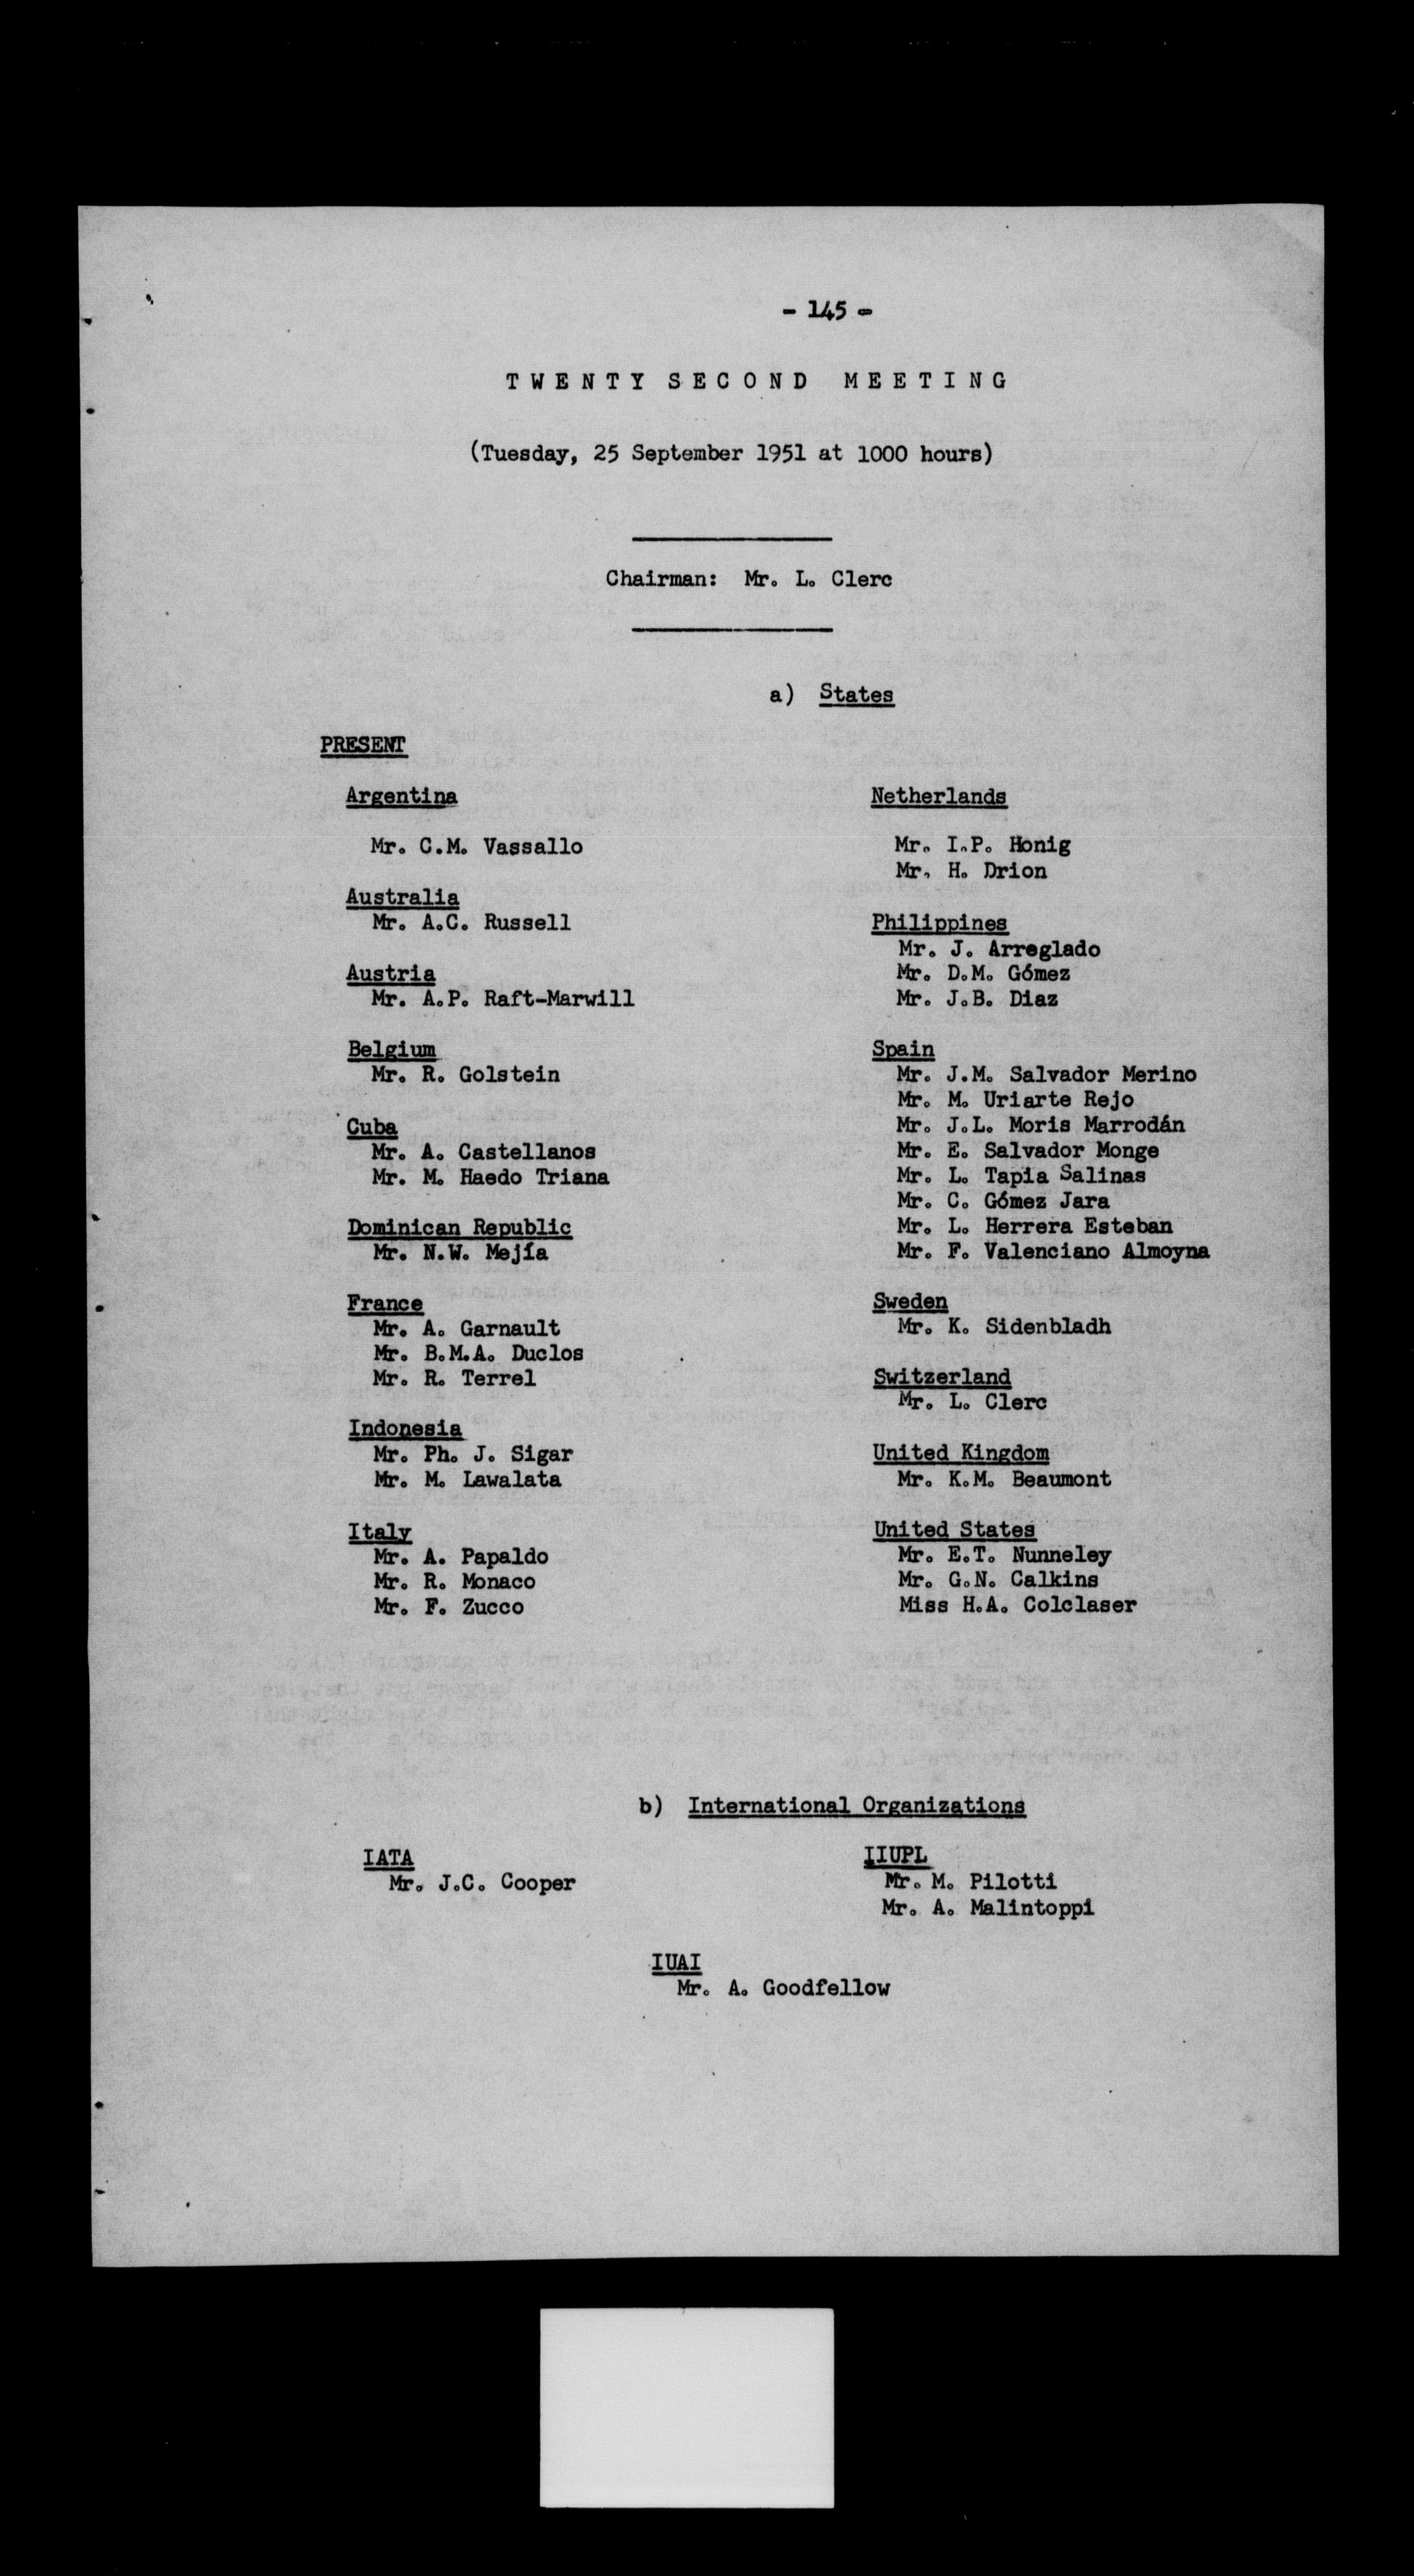 - 145 -
TWENTY SECOND MEETING
(Tuesday, 25 September 1951 at 1000 hours)
Chairman: Mr. L. Clerc
a) States
PRESENT
Argentina
Mr. C.M. Vassallo
Australia
Mr. A.C. Russell
Austria
Mr. A.P. Raft-Marwill
Belgium
Mr. R. Golstein
Cuba
Mr. A. Castellanos
Mr. M. Haedo Triana
Dominican Republic
Mr. N.W. Mejía
France
Mr. A. Garnault
Mr. B.M.A. Duclos
Mr. R. Terrel
Indonesia
Mr. Ph. J. Sigar
Mr. M. Lawalata
Italy
Mr. A. Papaldo
Mr. R. Monaco
Mr. F. Zucco
Netherlands
Mr. I.P. Honig
Mr. H. Drion
Philippines
Mr. J. Arreglado
Mr. D.M. Gómez
Mr. J.B. Diaz
Spain
Mr. J.M. Salvador Merino
Mr. M. Uriarte Rejo
Mr. J.L. Moris Marrodán
Mr. E. Salvador Monge
Mr. L. Tapia Salinas
Mr. C. Gómez Jara
Mr. L. Herrera Esteban
Mr. F. Valenciano Almoyna
Sweden
Mr. K. Sidenbladh
Switzerland
Mr. L. Clerc
United Kingdom
Mr. K.M. Beaumont
United States
Mr. E.T. Nunneley
Mr. G.N. Calkins
Miss H.A. Colclaser
b) International Organizations
IATA
Mr. J.C. Cooper
IIUPL
Mr. M. Pilotti
Mr. A. Malintoppi
IUAI
Mr. A. Goodfellow